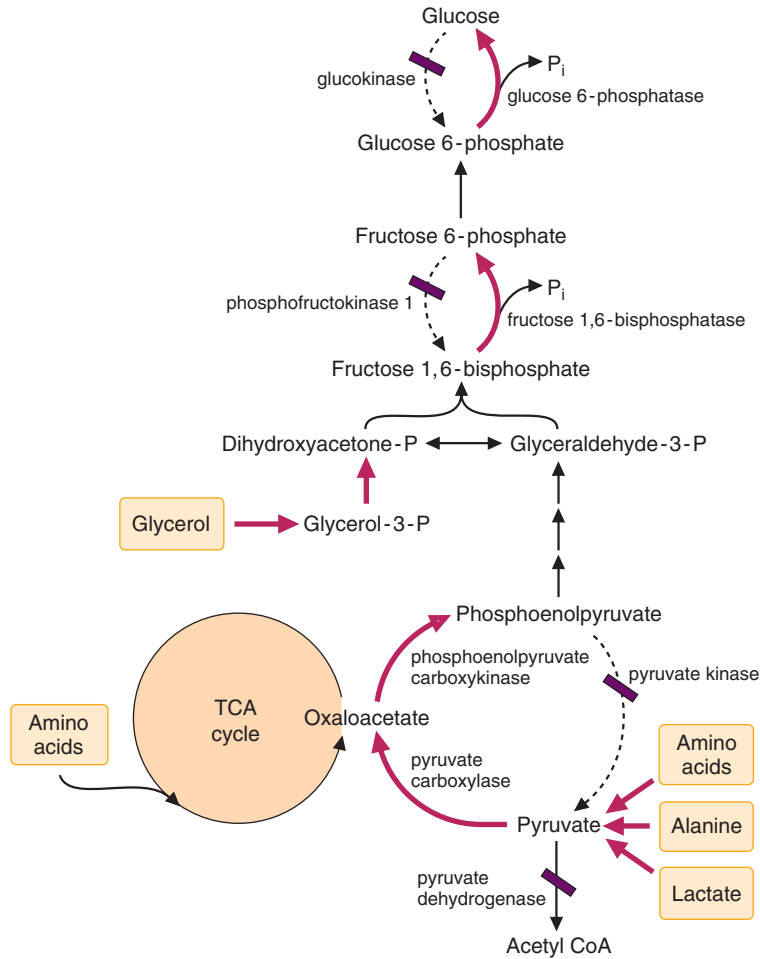 Glucose
glucokinase
Pi
glucose 6-phosphatase
Glucose 6-phosphate
Fructose 6-phosphate
phosphofructokinase 1
Pi
fructose 1,6-bisphosphatase
Fructose 1,6-bisphosphate
Dihydroxyacetone-P
Glyceraldehyde-3-P
Glycerol
Glycerol-3-P
Phosphoenolpyruvate
phosphoenolpyruvate
carboxykinase
pyruvate kinase
TCA
cycle
Oxaloacetate
Amino
acids
pyruvate
carboxylase
Amino
acids
Pyruvate
Alanine
pyruvate
dehydrogenase
Lactate
Acetyl CoA